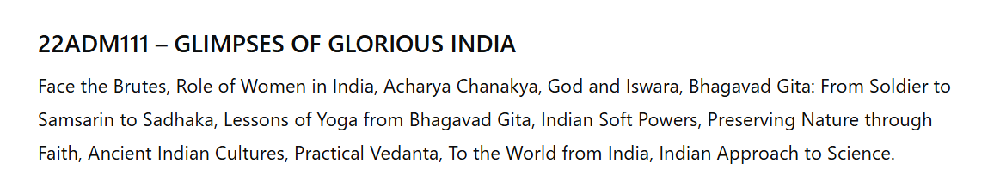 22ADM111 – GLIMPSES OF GLORIOUS INDIA
Face the Brutes, Role of Women in India, Acharya Chanakya, God and Iswara, Bhagavad Gita: From Soldier to
Samsarin to Sadhaka, Lessons of Yoga from Bhagavad Gita, Indian Soft Powers, Preserving Nature through
Faith, Ancient Indian Cultures, Practical Vedanta, To the World from India, Indian Approach to Science.